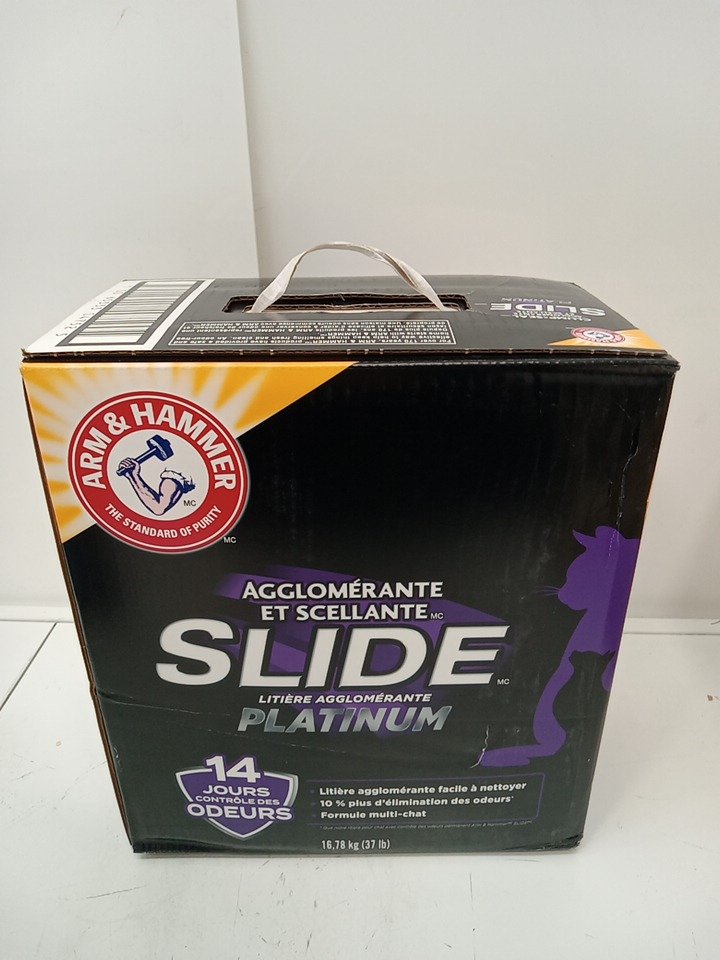 SLIDE
PLATINUM
ARM & HAMMER
MC
THE STANDARD OF PURITY
MC
AGGLOMÉRANTE
ET SCELLANTE MC
SLIDE MC
LITIÈRE AGGLOMÉRANTE
PLATINUM
14
JOURS
CONTRÔLE DES
ODEURS
· Litière agglomérante facile à nettoyer
· 10 % plus d'élimination des odeurs*
· Formule multi-chat
16,78 kg (37 lb)